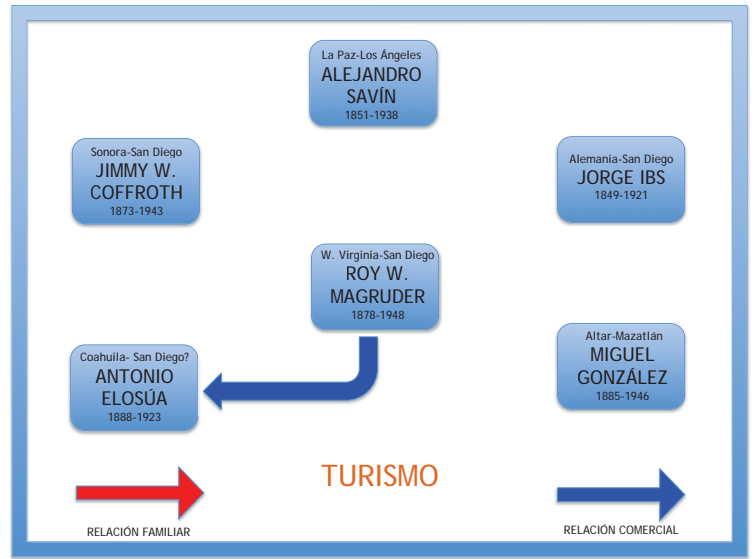 La Paz-Los Ángeles
ALEJANDRO
SAVÍN
1851-1938
Sonora-San Diego
JIMMY W.
COFFROTH
1873-1943
Alemania-San Diego
JORGE IBS
1849-1921
W. Virginia-San Diego
ROY W.
MAGRUDER
1878-1948
Coahuila- San Diego?
ANTONIO
ELOSÚA
1888-1923
Altar-Mazatlán
MIGUEL
GONZÁLEZ
1885-1946
TURISMO
RELACIÓN FAMILIAR
RELACIÓN COMERCIAL